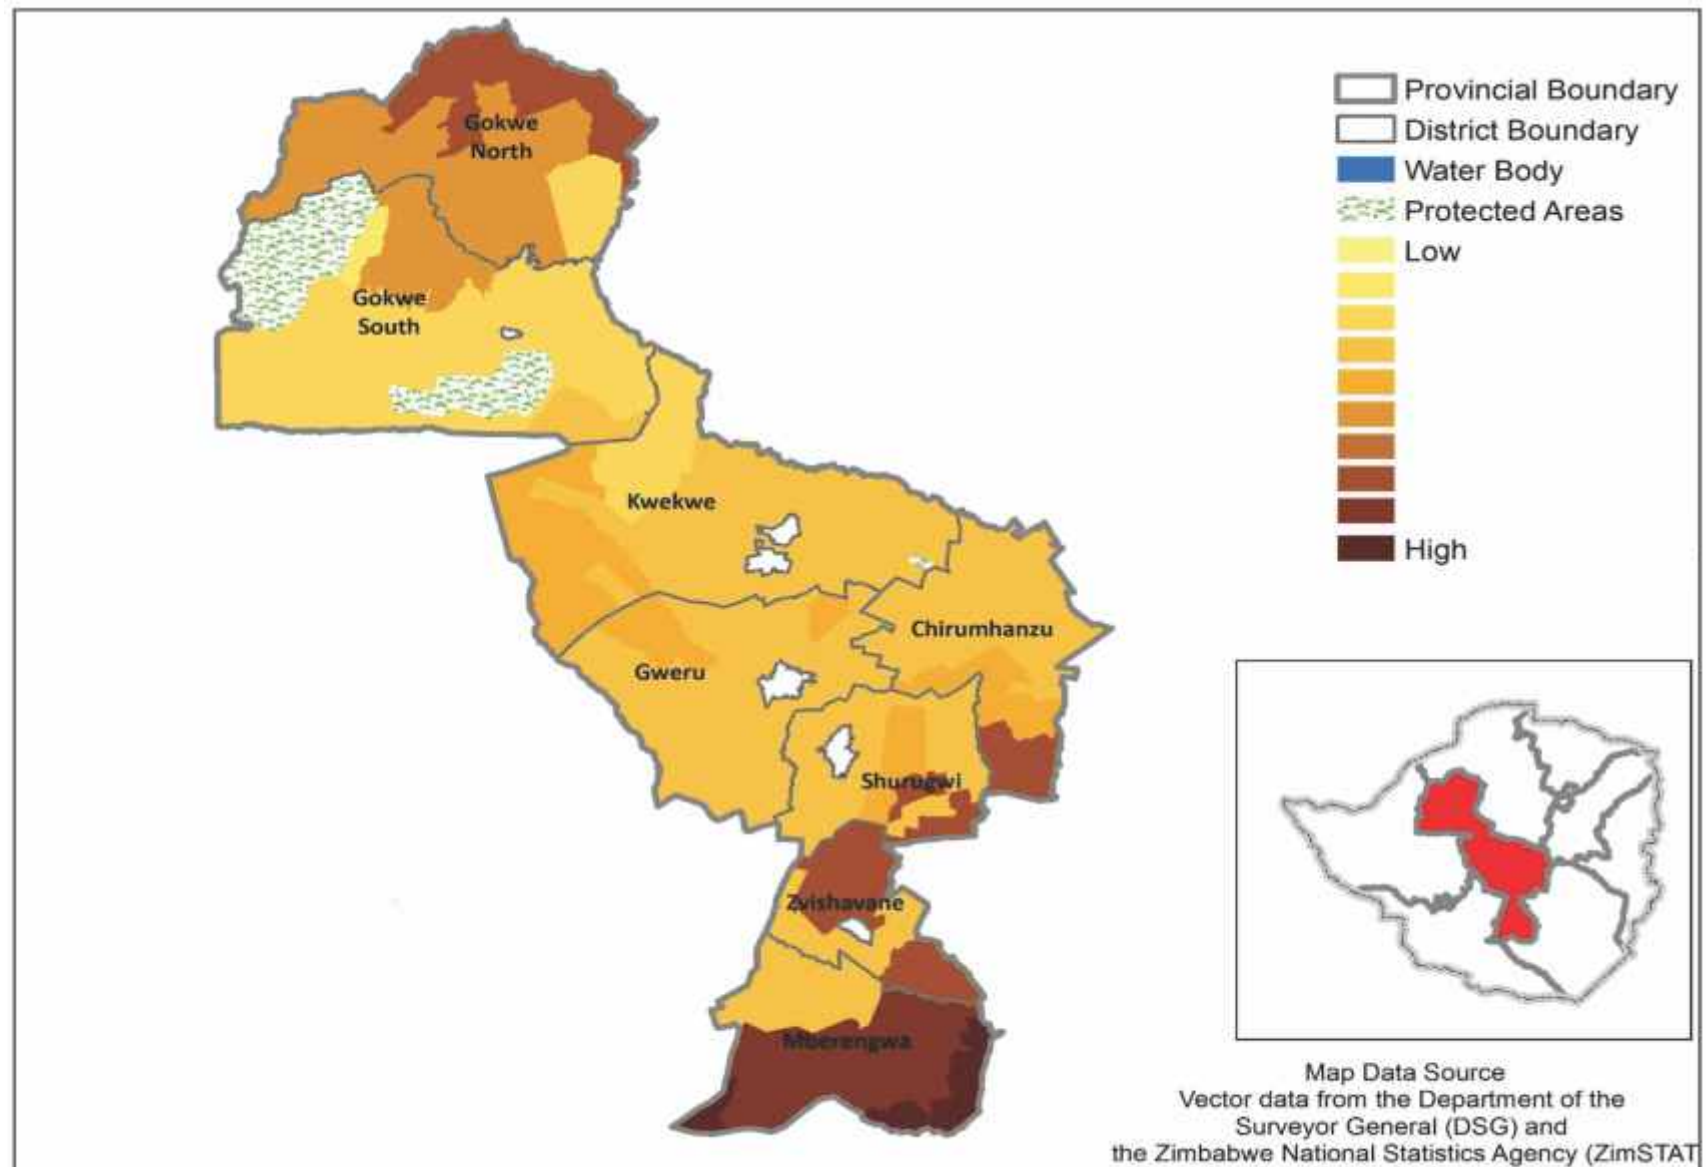 Gokwe
North
Gokwe
South
Kwekwe
Chirumhanzu
Gweru
Shurugwi
Zvishavane
Mberengwa
Provincial Boundary
District Boundary
Water Body
Protected Areas
Low
High
Map Data Source
Vector data from the Department of the
Surveyor General (DSG) and
the Zimbabwe National Statistics Agency (ZimSTAT